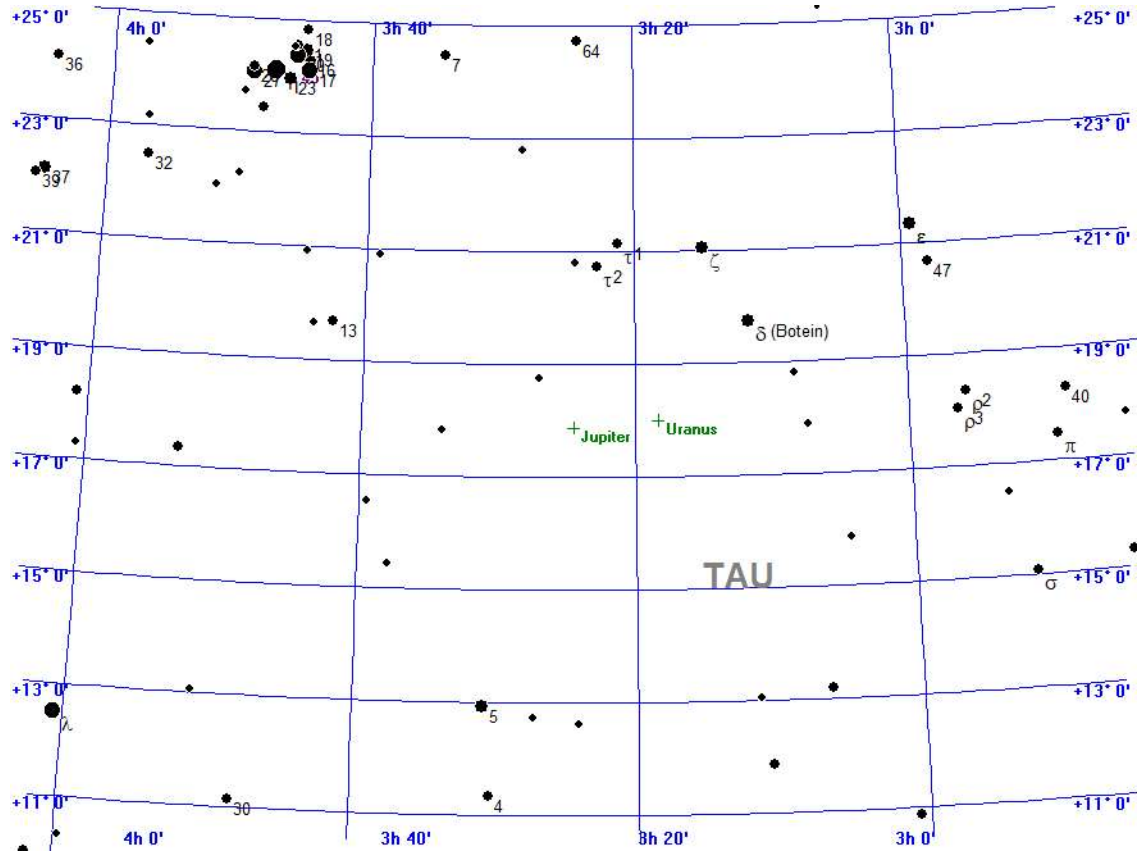 +25° 0' 4h 0' 3h 40' 3h 20' 3h 0' +25° 0'
18
36
64
7
19
16
27
17
23
η
+23° 0' +23° 0'
32
37
39
+21° 0' +21° 0'
ε
τ1
ζ
τ2
47
13
δ (Botein)
+19° 0' +19° 0'
40
ρ2
ρ3
Jupiter
Uranus
π
+17° 0' +17° 0'
TAU
+15° 0' +15° 0'
σ
+13° 0' +13° 0'
λ
5
+11° 0' +11° 0'
30
4
4h 0' 3h 40' 3h 20' 3h 0'